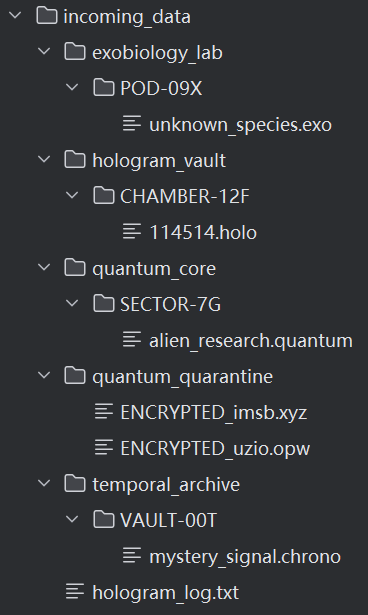 incoming_data
exobiology_lab
POD-09X
unknown_species.exo
hologram_vault
CHAMBER-12F
114514.holo
quantum_core
SECTOR-7G
alien_research.quantum
quantum_quarantine
ENCRYPTED_imsb.xyz
ENCRYPTED_uzio.opw
temporal_archive
VAULT-00T
mystery_signal.chrono
hologram_log.txt